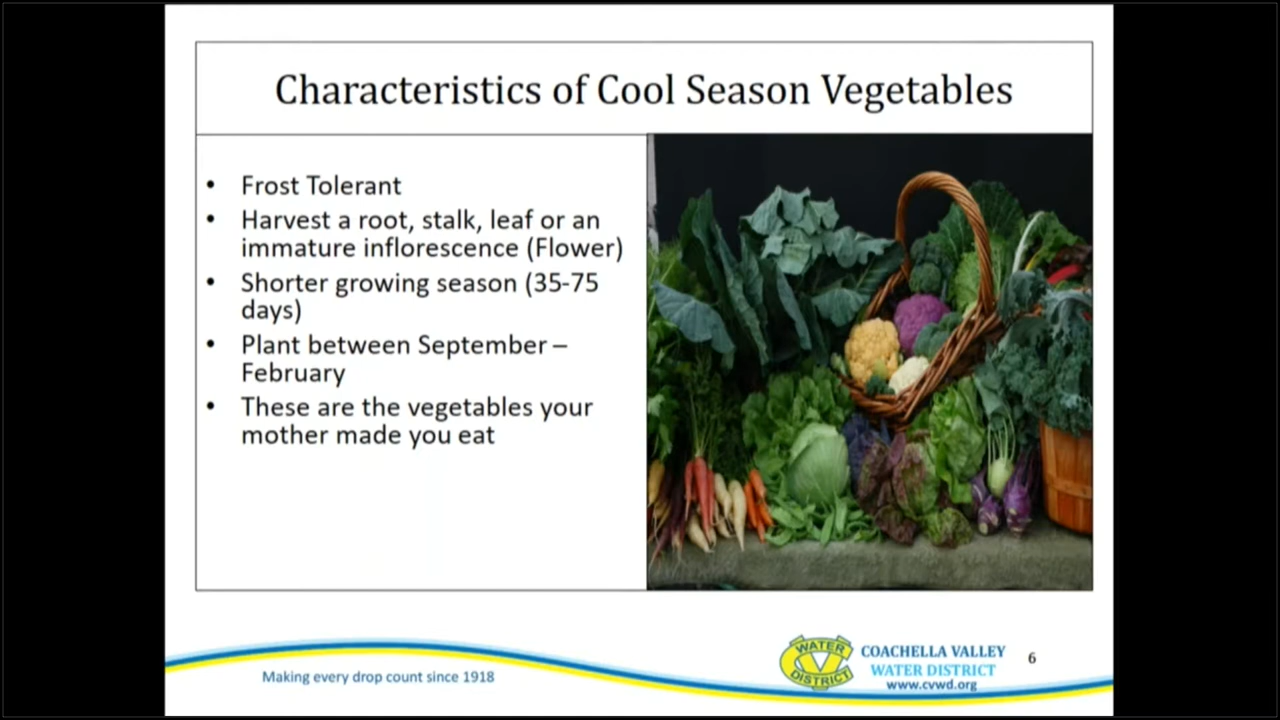 Characteristics of Cool Season Vegetables
• Frost Tolerant
• Harvest a root, stalk, leaf or an
immature inflorescence (Flower)
• Shorter growing season (35-75
days)
• Plant between September –
February
• These are the vegetables your
mother made you eat
Making every drop count since 1918
WATER
DISTRICT
CV
COACHELLA VALLEY
WATER DISTRICT
www.cvwd.org
6